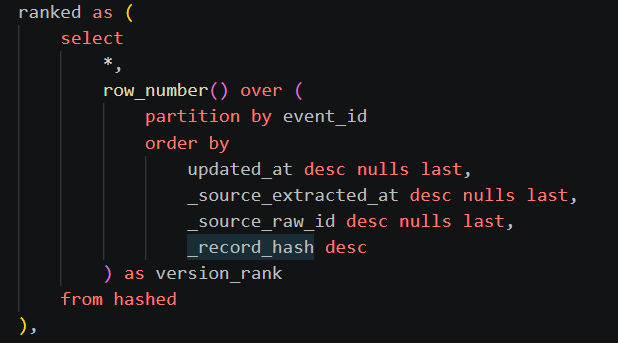 ranked as (
    select
        *,
        row_number() over (
            partition by event_id
            order by
                updated_at desc nulls last,
                _source_extracted_at desc nulls last,
                _source_raw_id desc nulls last,
                _record_hash desc
        ) as version_rank
    from hashed
),